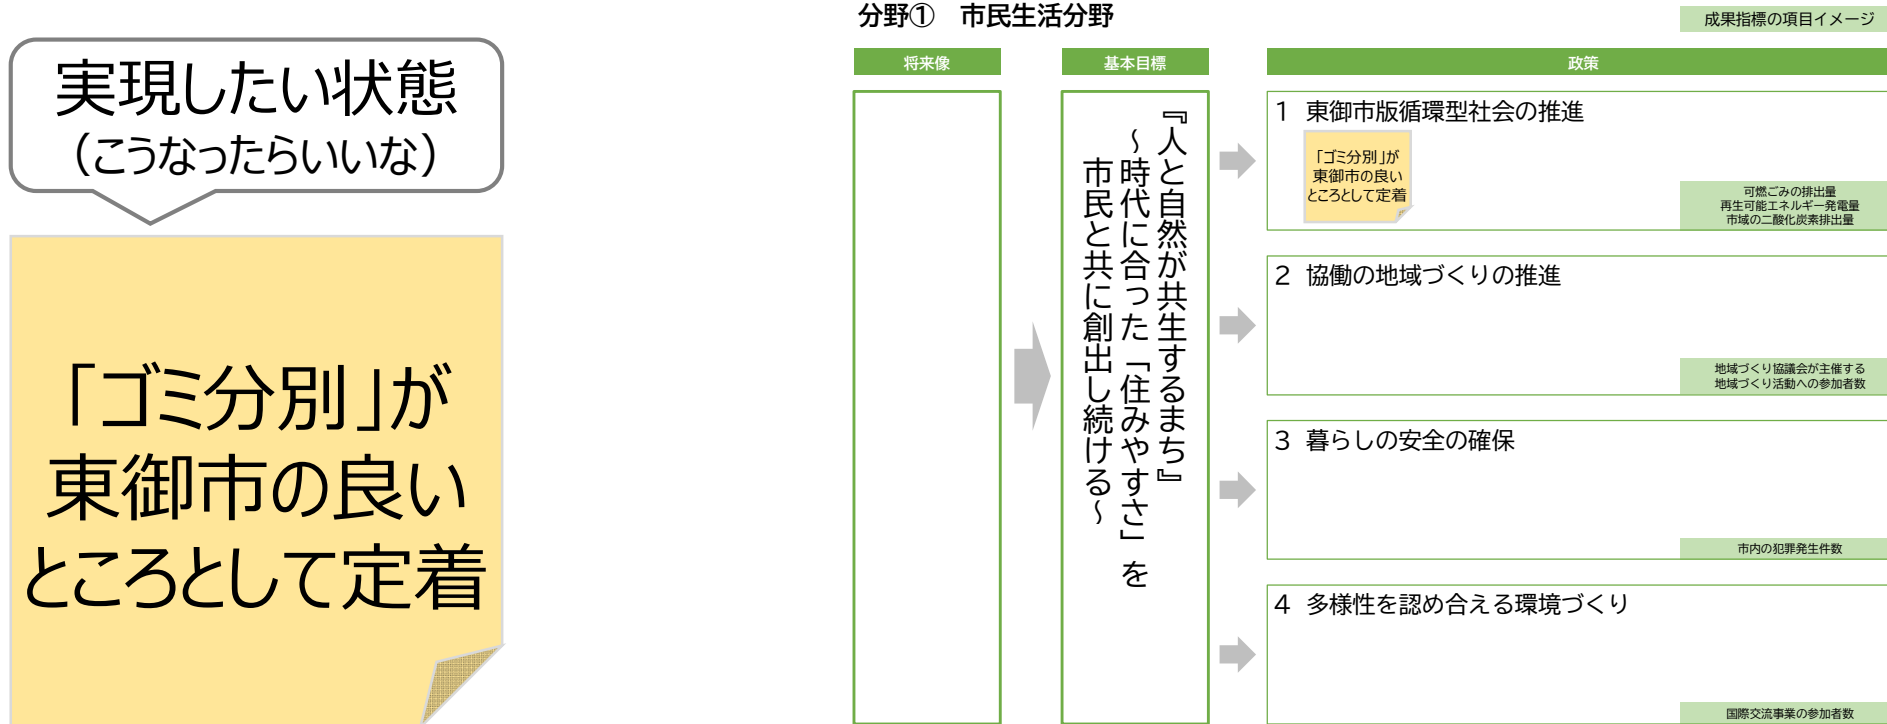 実現したい状態
（こうなったらいいな）
「ゴミ分別」が
東御市の良い
ところとして定着
分野①　市民生活分野
成果指標の項目イメージ
将来像
基本目標
政策
『人と自然が共生するまち』
～時代に合った「住みやすさ」を
市民と共に創出し続ける～
1 東御市版循環型社会の推進
「ゴミ分別」が
東御市の良い
ところとして定着
可燃ごみの排出量
再生可能エネルギー発電量
市域の二酸化炭素排出量
2 協働の地域づくりの推進
地域づくり協議会が主催する
地域づくり活動への参加者数
3 暮らしの安全の確保
市内の犯罪発生件数
4 多様性を認め合える環境づくり
国際交流事業の参加者数